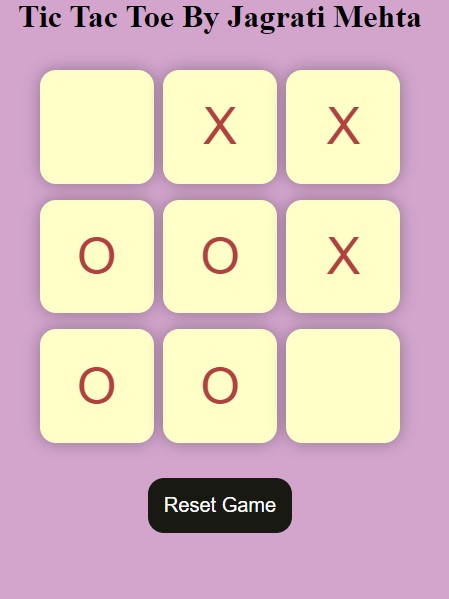 Tic Tac Toe By Jagrati Mehta
X X
O O X
O O
Reset Game